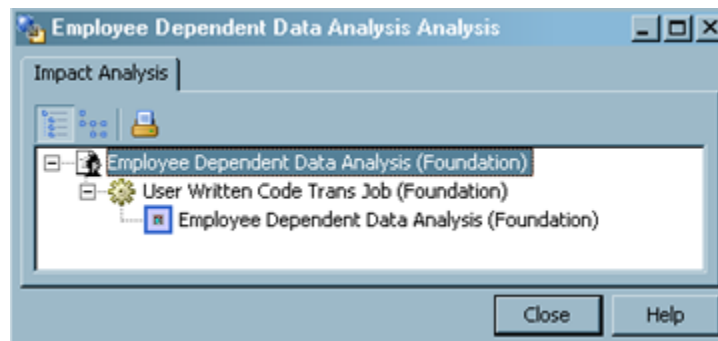 Employee Dependent Data Analysis Analysis
Impact Analysis
Employee Dependent Data Analysis (Foundation)
User Written Code Trans Job (Foundation)
Employee Dependent Data Analysis (Foundation)
Close Help